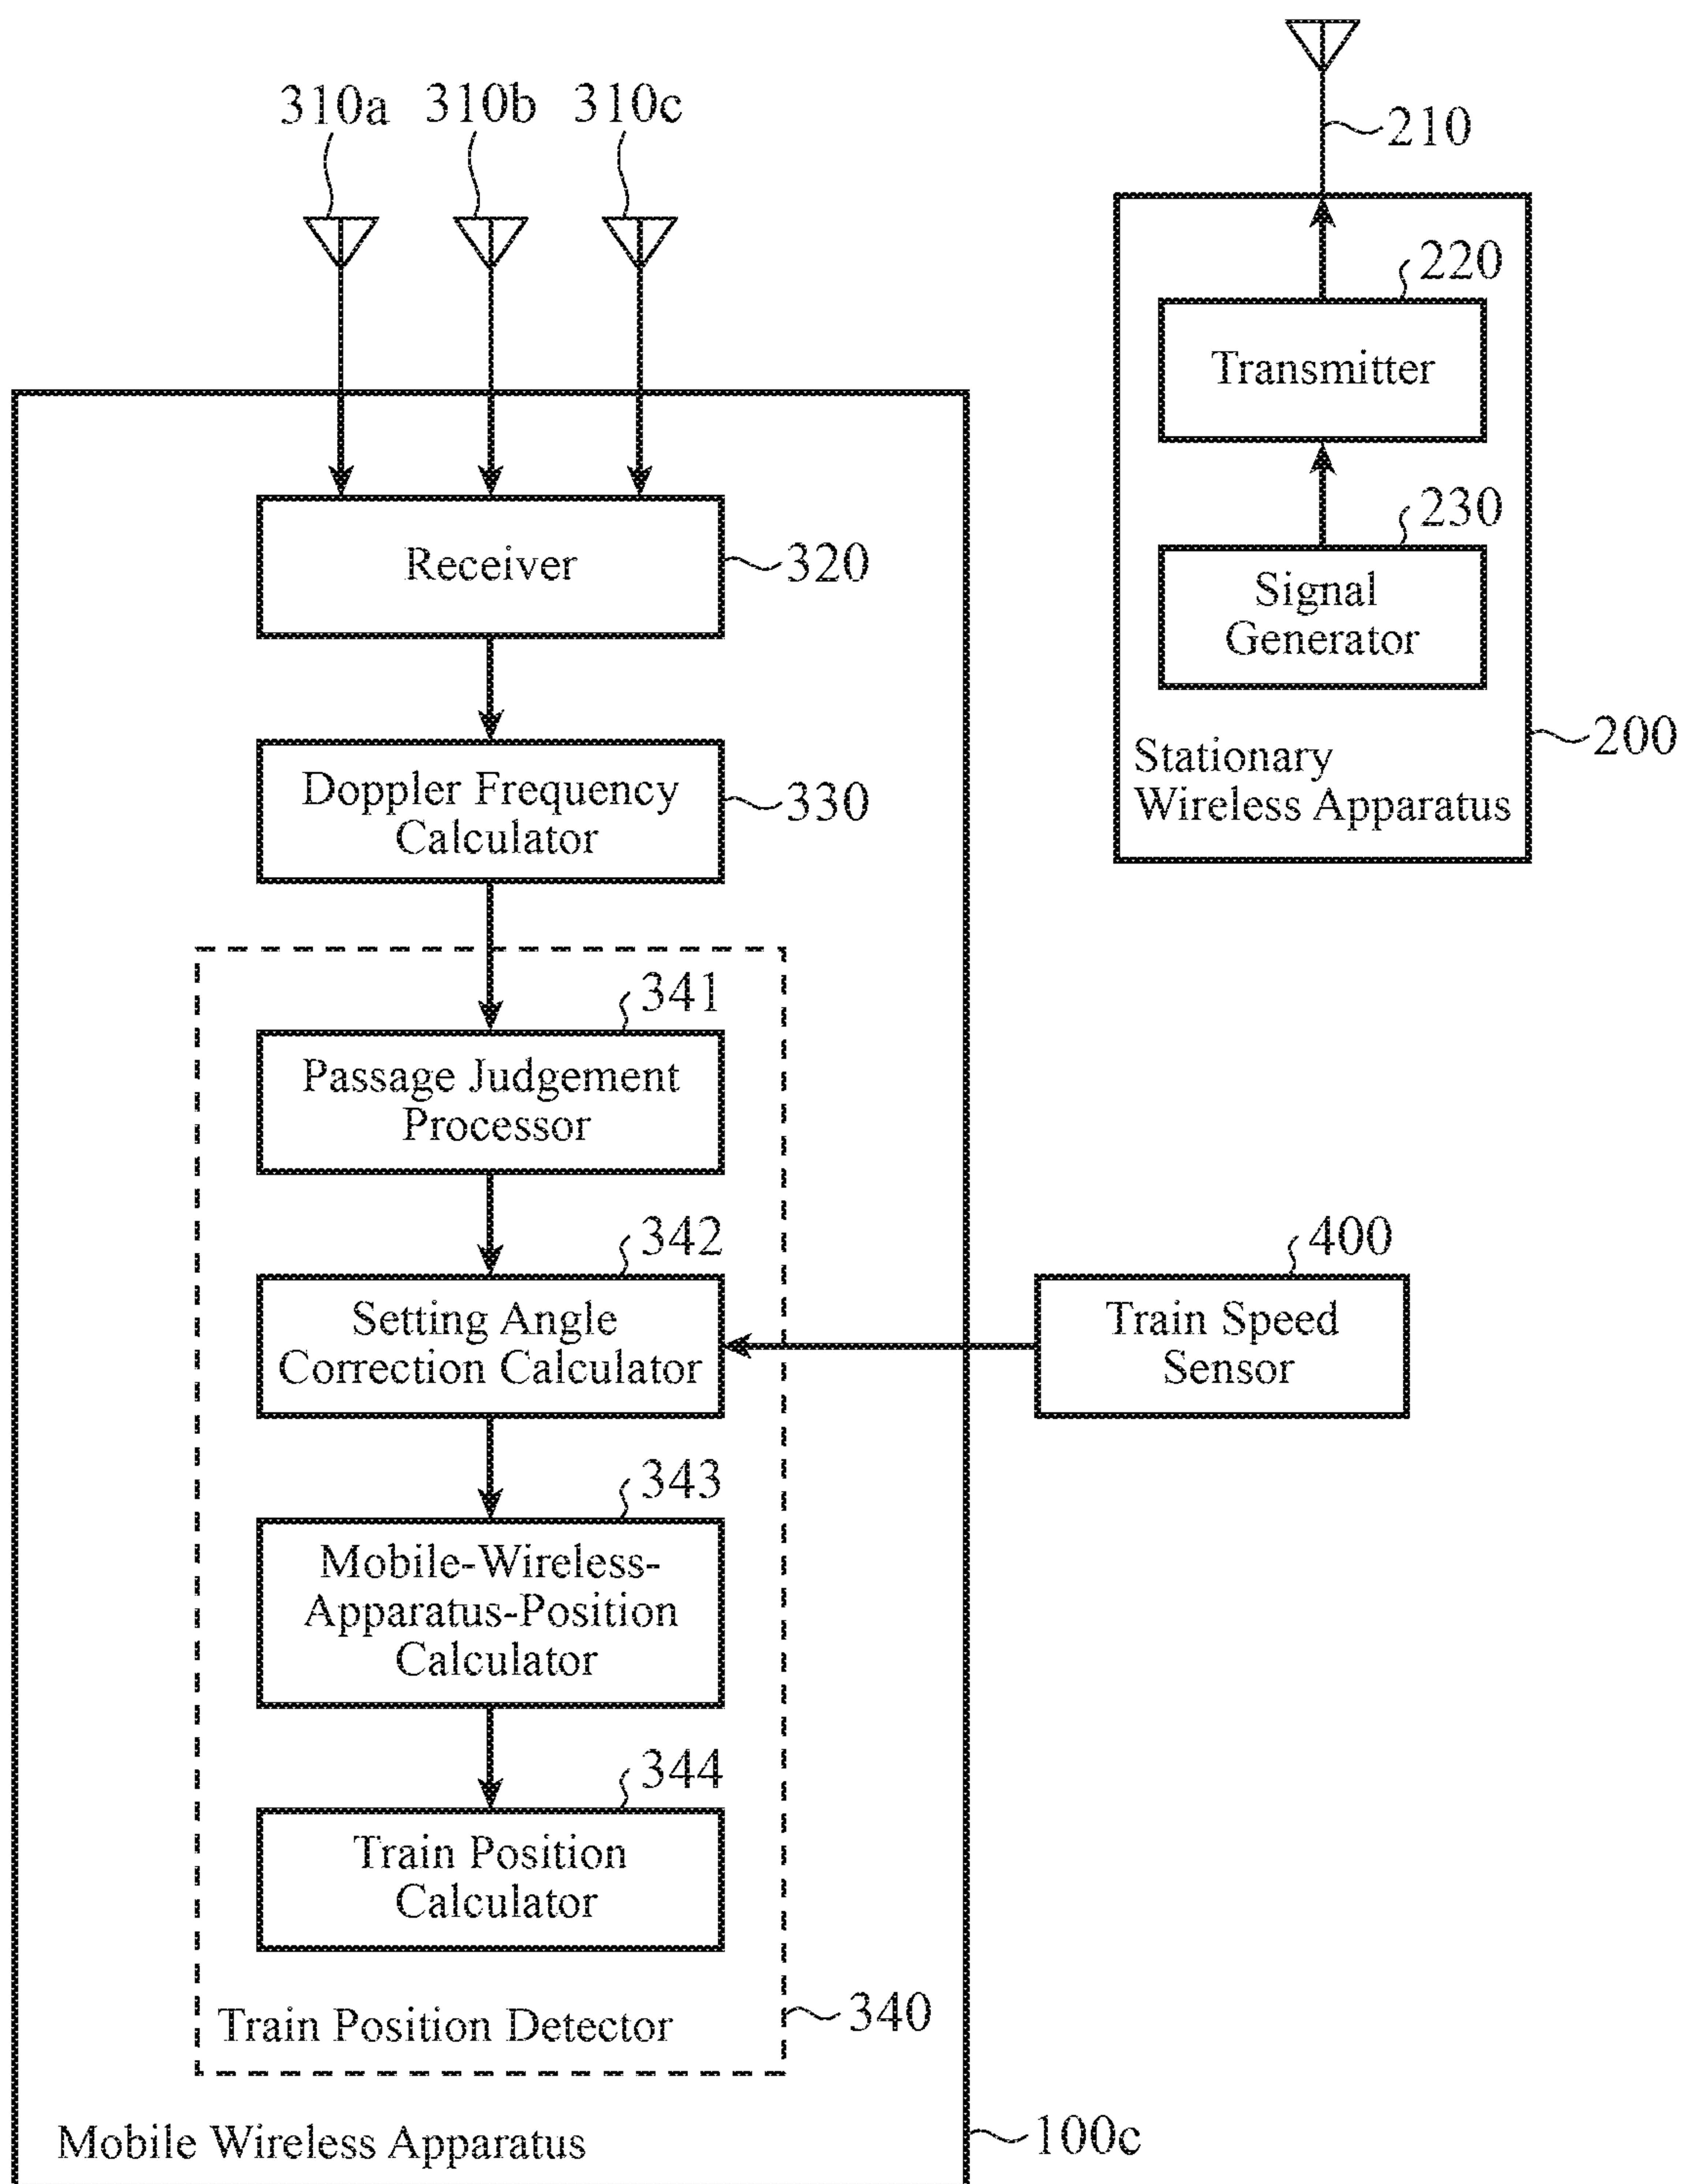 310a 310b 310c
210
220
Transmitter
230
Signal
Generator
200
Stationary
Wireless Apparatus
Receiver
320
Doppler Frequency
Calculator
330
341
Passage Judgement
Processor
342
Setting Angle
Correction Calculator
400
Train Speed
Sensor
343
Mobile-Wireless-
Apparatus-Position
Calculator
344
Train Position
Calculator
Train Position Detector
340
Mobile Wireless Apparatus
100c